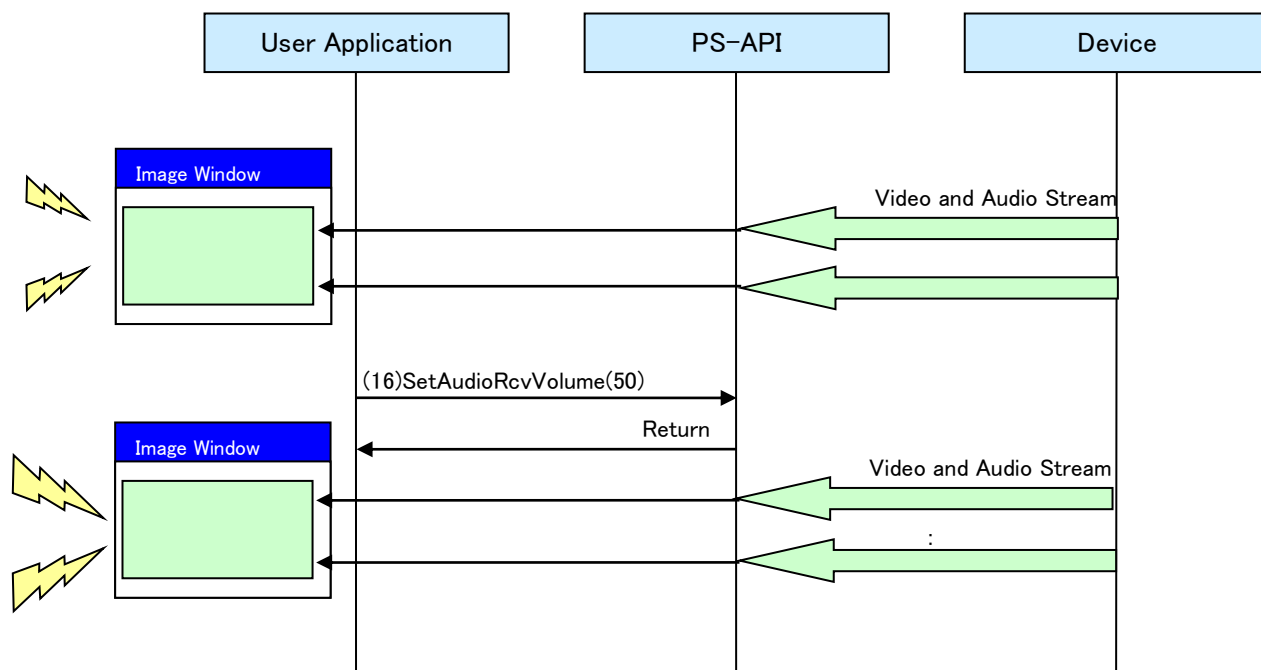 User Application
PS-API
Device
Image Window
Video and Audio Stream
(16)SetAudioRcvVolume(50)
Return
Image Window
Video and Audio Stream
: